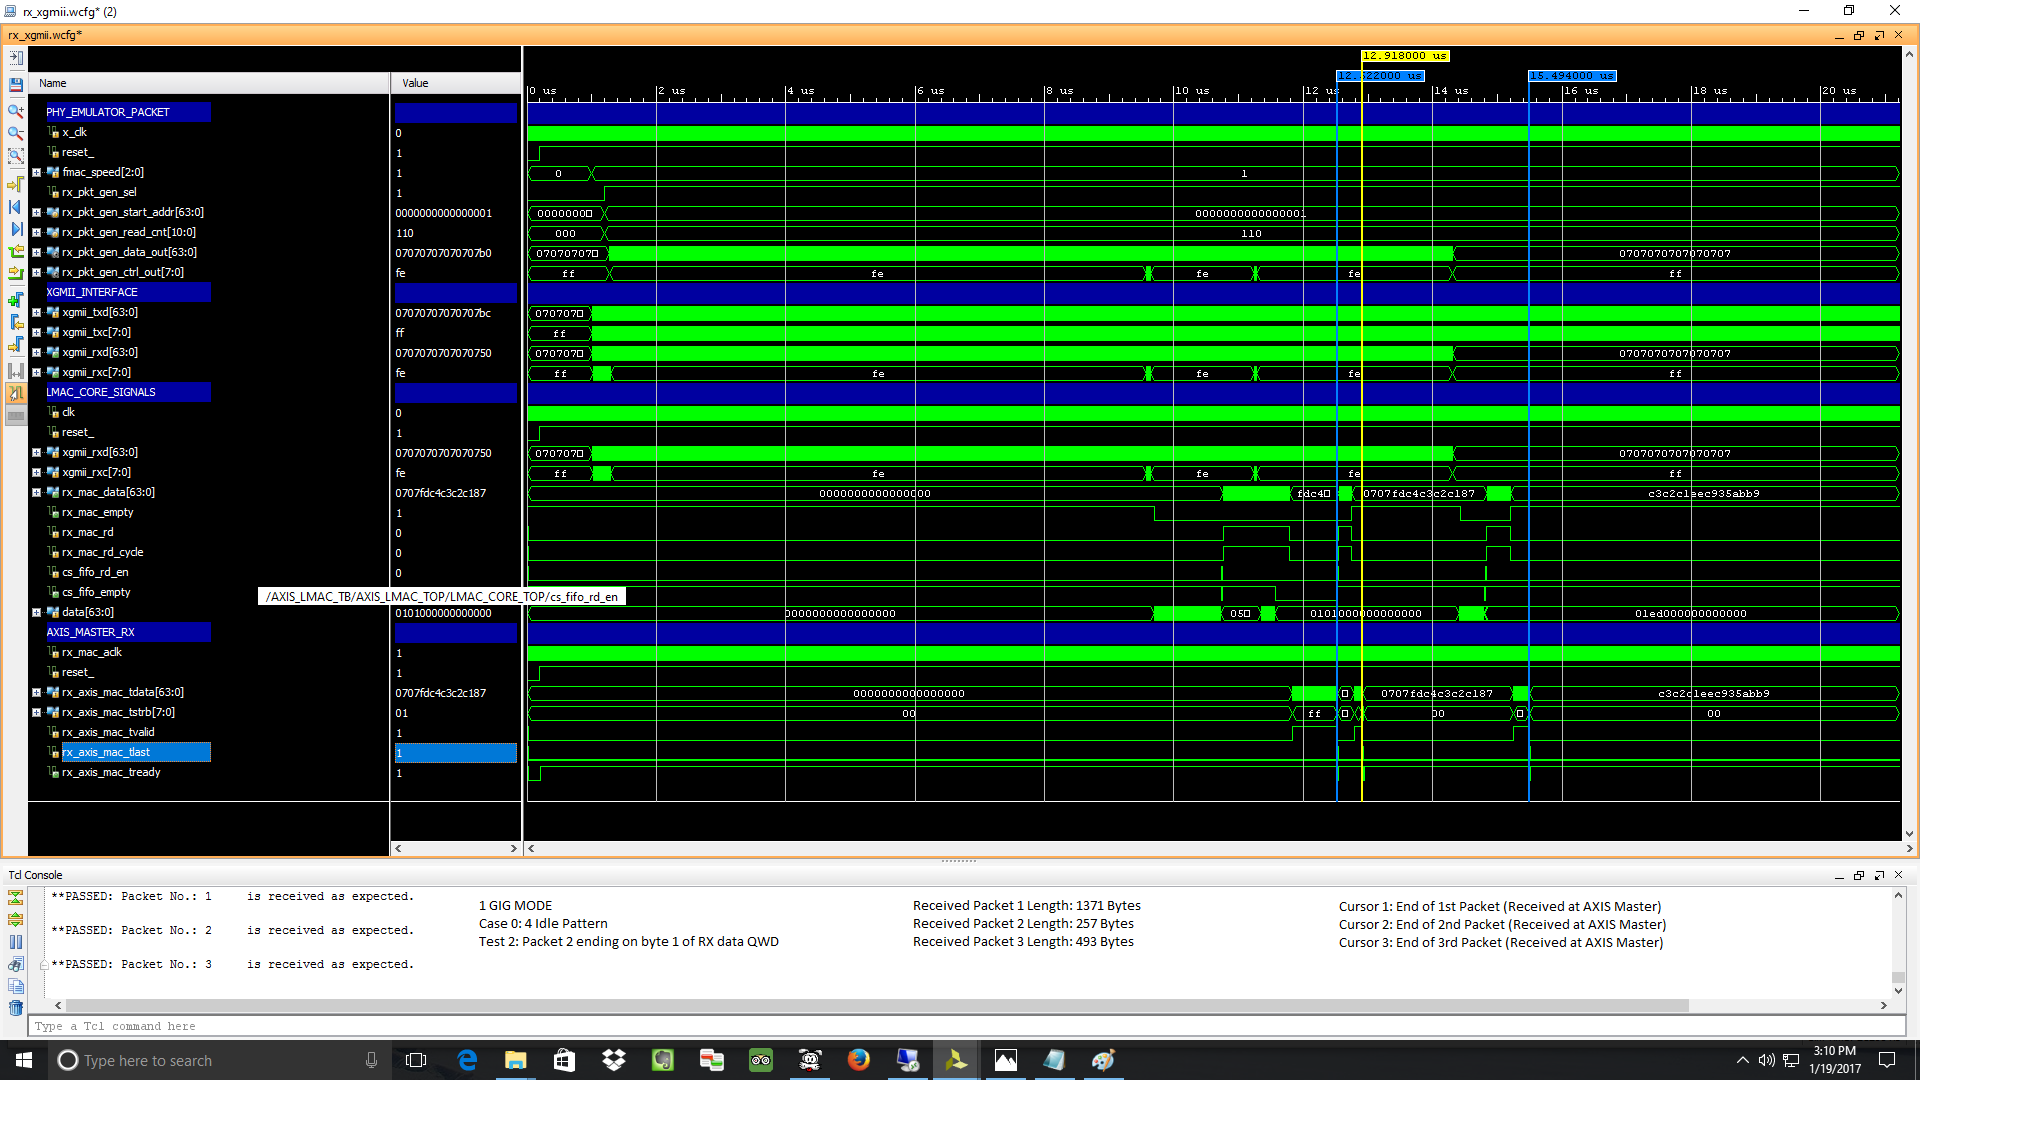 rx_xgmii.wcfg* (2)
rx_xgmii.wcfg*
12.918000 us
15.494000 us
Name Value
0 us 2 us 4 us 6 us 8 us 10 us 12 us 14 us 16 us 18 us 20 us
PHY_EMULATOR_PACKET
x_clk 0
reset_ 1
fmac_speed[2:0] 1 0 1
rx_pkt_gen_sel 1
rx_pkt_gen_start_addr[63:0] 0000000000000001 0000000 0000000000000001
rx_pkt_gen_read_cnt[10:0] 110 000 110
rx_pkt_gen_data_out[63:0] 07070707070707b0 07070707 0707070707070707
rx_pkt_gen_ctrl_out[7:0] fe ff fe fe fe ff
XGMII_INTERFACE
xgmii_txd[63:0] 07070707070707bc 070707
xgmii_txc[7:0] ff ff
xgmii_rxd[63:0] 0707070707070750 070707 0707070707070707
xgmii_rxc[7:0] fe ff fe fe fe ff
LMAC_CORE_SIGNALS
clk 0
reset_ 1
xgmii_rxd[63:0] 0707070707070750 070707 0707070707070707
xgmii_rxc[7:0] fe ff fe fe fe ff
rx_mac_data[63:0] 0707fdc4c3c2c187 0000000000000000 fdc4 0707fdc4c3c2c187 c3c2c1eec935abb9
rx_mac_empty 1
rx_mac_rd 0
rx_mac_rd_cycle 0
cs_fifo_rd_en 0
cs_fifo_empty
/AXIS_LMAC_TB/AXIS_LMAC_TOP/LMAC_CORE_TOP/cs_fifo_rd_en
data[63:0] 0101000000000000 0000000000000000 05 0101000000000000 01ed000000000000
AXIS_MASTER_RX
rx_mac_aclk 1
reset_ 1
rx_axis_mac_tdata[63:0] 0707fdc4c3c2c187 0000000000000000 0707fdc4c3c2c187 c3c2c1eec935abb9
rx_axis_mac_tstrb[7:0] 01 00 ff 00 00
rx_axis_mac_tvalid 1
rx_axis_mac_tlast 1
rx_axis_mac_tready 1
Tcl Console
**PASSED: Packet No.: 1 is received as expected.
**PASSED: Packet No.: 2 is received as expected.
**PASSED: Packet No.: 3 is received as expected.
1 GIG MODE
Case 0: 4 Idle Pattern
Test 2: Packet 2 ending on byte 1 of RX data QWD
Received Packet 1 Length: 1371 Bytes
Received Packet 2 Length: 257 Bytes
Received Packet 3 Length: 493 Bytes
Cursor 1: End of 1st Packet (Received at AXIS Master)
Cursor 2: End of 2nd Packet (Received at AXIS Master)
Cursor 3: End of 3rd Packet (Received at AXIS Master)
Type a Tcl command here
Type here to search
3:10 PM
1/19/2017